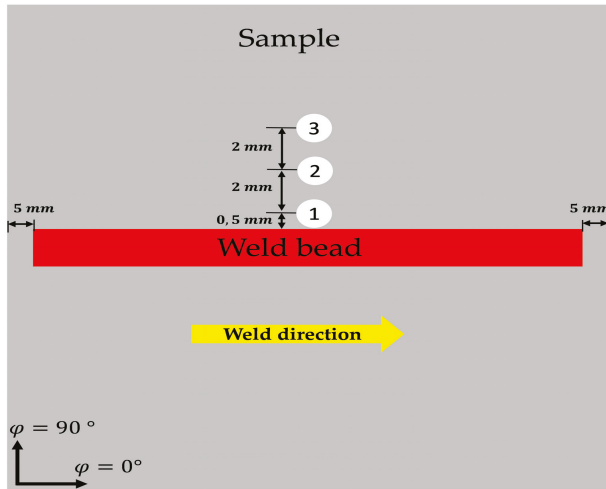 Sample
3
2 mm
2
2 mm
5 mm
5 mm
1
0, 5 mm
Weld bead
Weld direction
φ = 90 °
φ = 0°